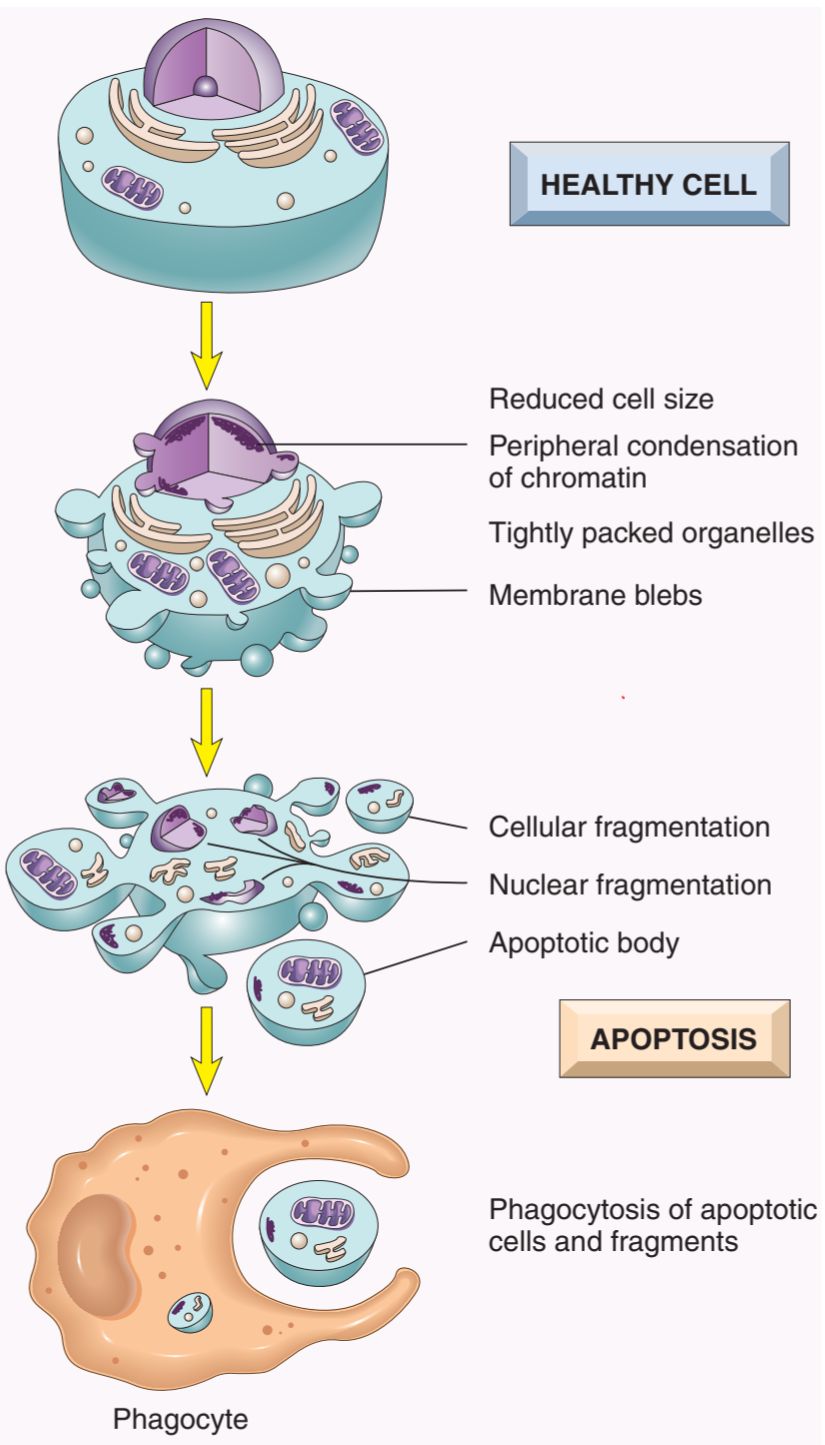 HEALTHY CELL
Reduced cell size
Peripheral condensation
of chromatin
Tightly packed organelles
Membrane blebs
Cellular fragmentation
Nuclear fragmentation
Apoptotic body
APOPTOSIS
Phagocytosis of apoptotic
cells and fragments
Phagocyte